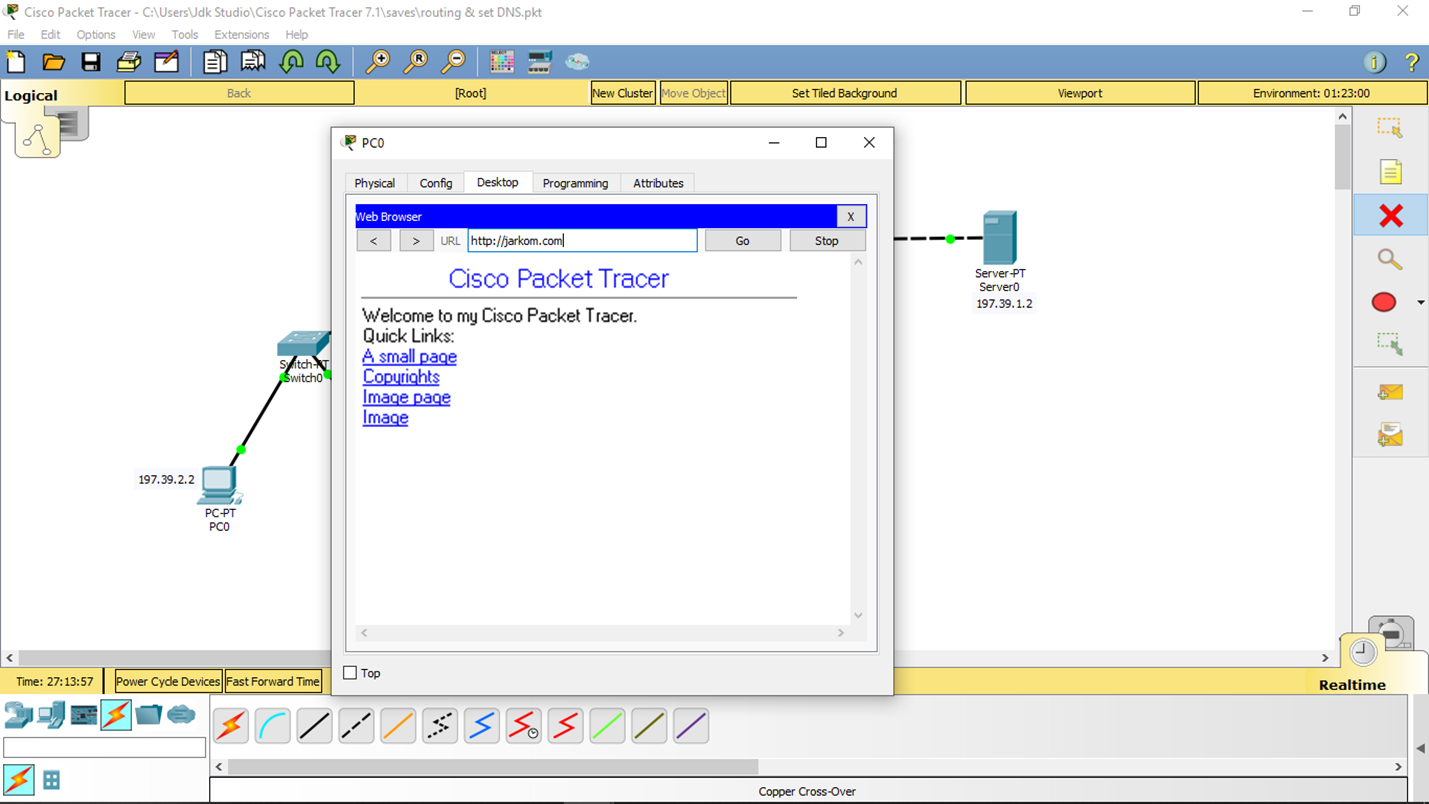 Cisco Packet Tracer - C:\Users\Jdk Studio\Cisco Packet Tracer 7.1\saves\routing & set DNS.pkt
File Edit Options View Tools Extensions Help
Logical Back [Root] New Cluster Move Object Set Tiled Background Viewport Environment: 01:23:00
PC0
Physical Config Desktop Programming Attributes
Web Browser X
< > URL http://jarkom.com Go Stop
Cisco Packet Tracer
Welcome to my Cisco Packet Tracer.
Quick Links:
A small page
Copyrights
Image page
Image
Top
Server-PT
Server0
197.39.1.2
Switch-PT
Switch0
197.39.2.2
PC-PT
PC0
Time: 27:13:57 Power Cycle Devices Fast Forward Time
Realtime
Copper Cross-Over